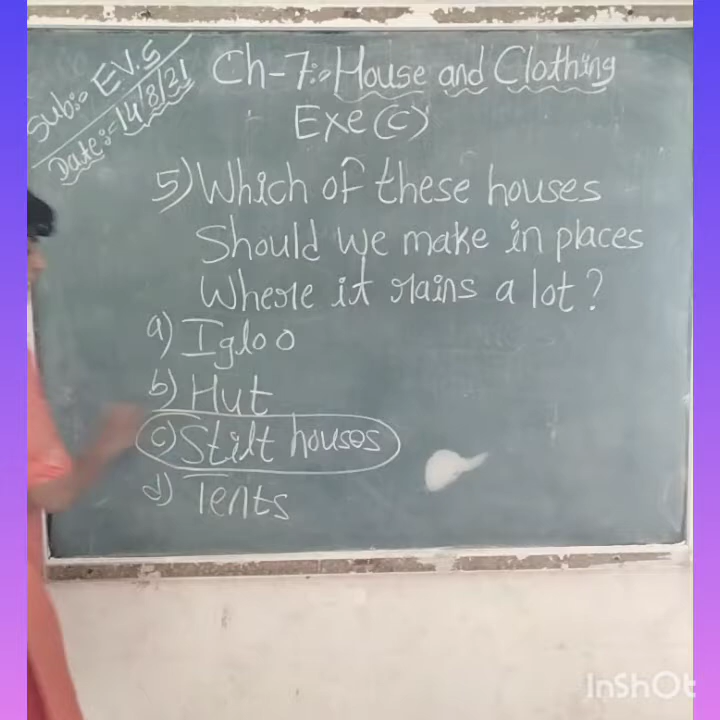 Sub:- EV.S
Date:- 14/8/21
Ch-7:- House and Clothing
Exe (c)
5) Which of these houses
Should we make in places
Where it rains a lot?
a) Igloo
b) Hut
c) Stilt houses
d) Tents
InShOt